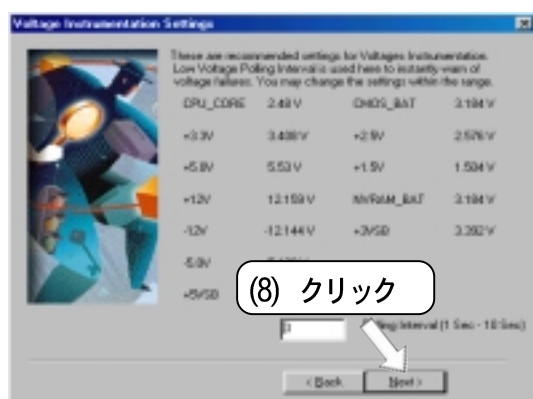 Voltage Instrumentation Settings
These are recommended settings for Voltages Instrumentation.
Low Voltage Polling Interval is used here to instantly warn of
voltage failures. You may change the settings within the range.
CPU_CORE 2.48 V CMOS_BAT 3.184 V
+3.3V 3.408 V +2.5V 2.576 V
+5.0V 5.53 V +1.5V 1.584 V
+12V 12.159 V NVRAM_BAT 3.184 V
-12V -12.144 V +3VSB 3.392 V
-5.0V
+5VSB
(8) クリック
Interval (1 Sec - 10 Sec)
< Back Next >